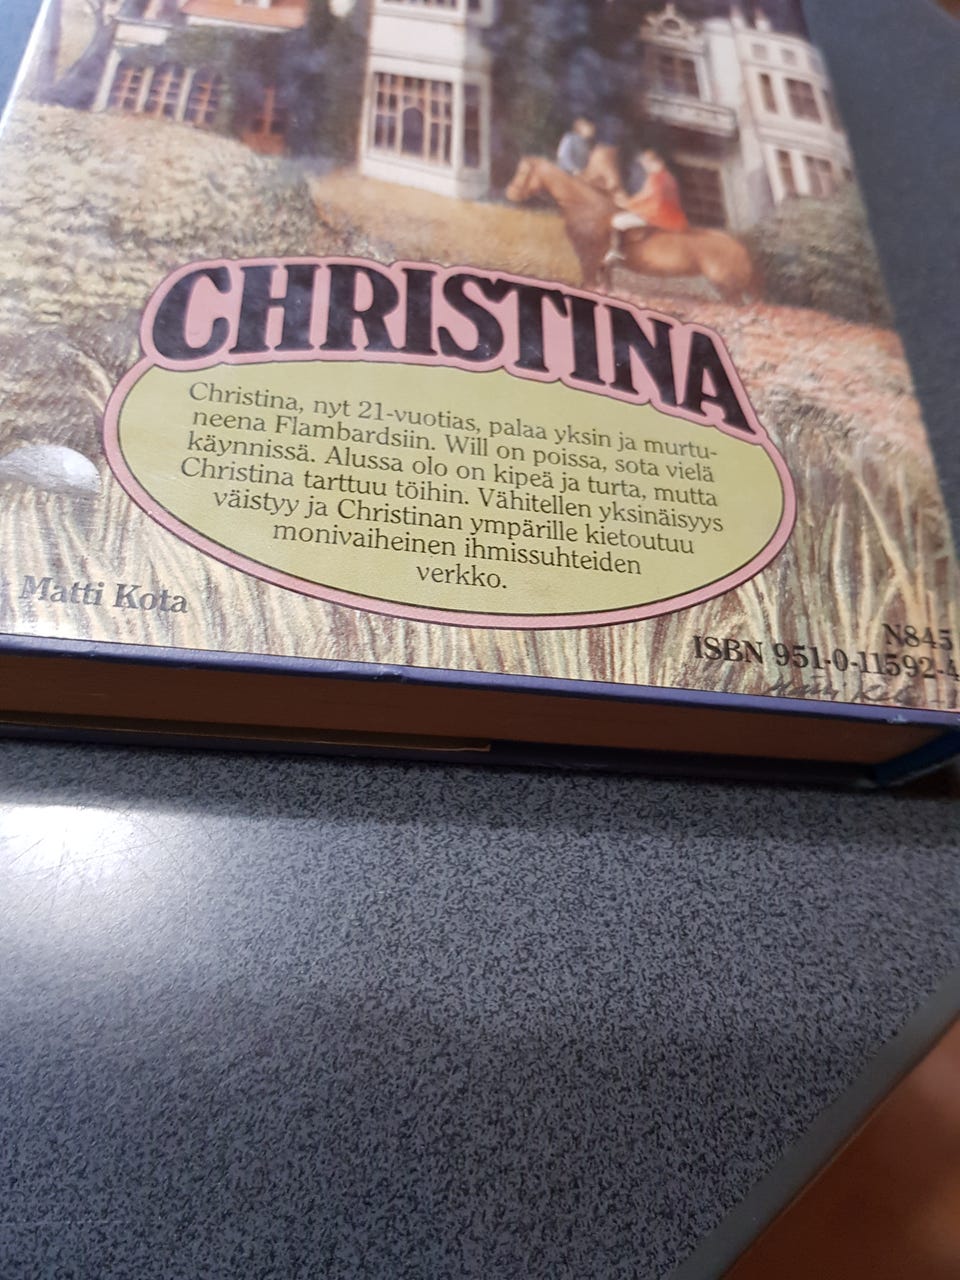 CHRISTINA
Christina, nyt 21-vuotias, palaa yksin ja murtu-
neena Flambardsiin. Will on poissa, sota vielä
käynnissä. Alussa olo on kipeä ja turta, mutta
Christina tarttuu töihin. Vähitellen yksinäisyys
väistyy ja Christinan ympärille kietoutuu
monivaiheinen ihmissuhteiden
verkko.
Matti Kota
N845
ISBN 951-0-11592-4